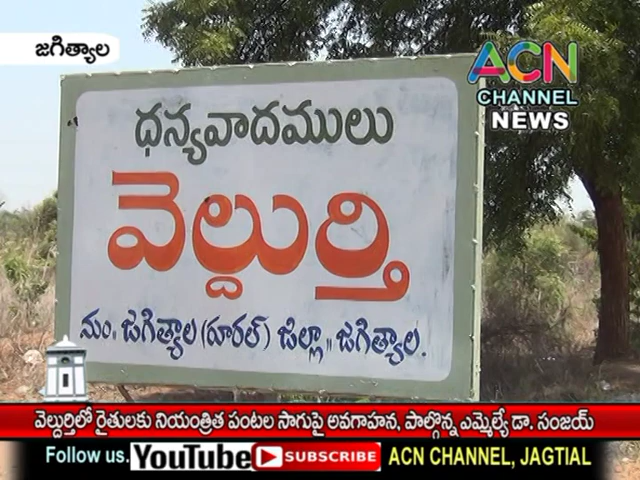 జగిత్యాల
ACN
CHANNEL
NEWS
ధన్యవాదములు
వెల్దుర్తి
మం,, జగిత్యాల (రూరల్) జిల్లా,, జగిత్యాల.
వెల్దుర్తిలో రైతులకు నియంత్రిత పంటల సాగుపై అవగాహన, పాల్గొన్న ఎమ్మెల్యే డా. సంజయ్
Follow us. YouTube SUBSCRIBE ACN CHANNEL, JAGTIAL